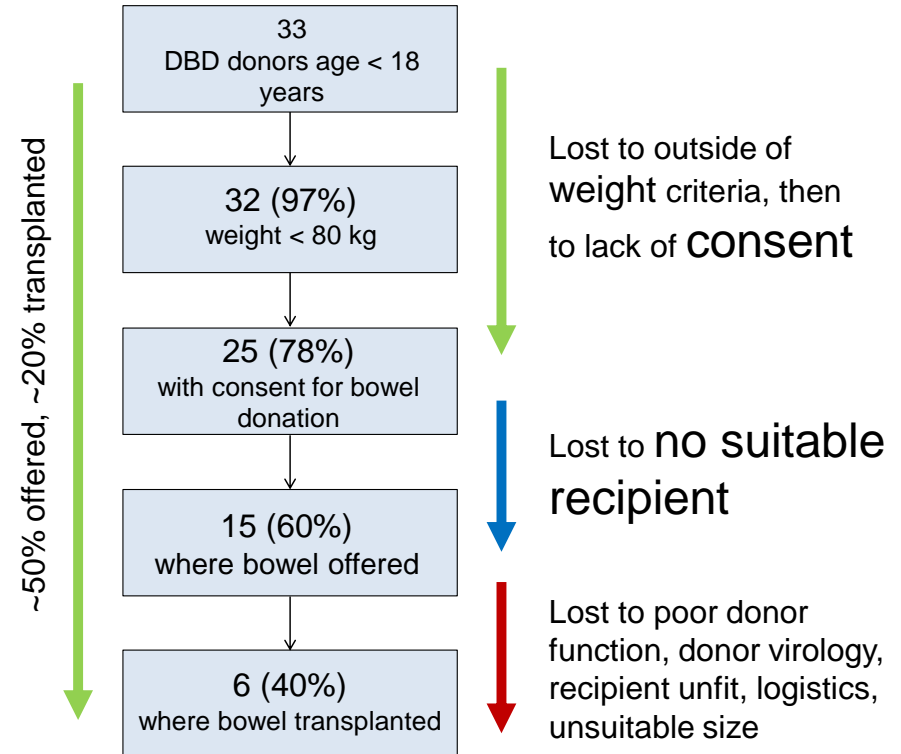 33
DBD donors age < 18
years
32 (97%)
weight < 80 kg
25 (78%)
with consent for bowel
donation
15 (60%)
where bowel offered
6 (40%)
where bowel transplanted
~50% offered, ~20% transplanted
Lost to outside of
weight criteria, then
to lack of consent
Lost to no suitable
recipient
Lost to poor donor
function, donor virology,
recipient unfit, logistics,
unsuitable size